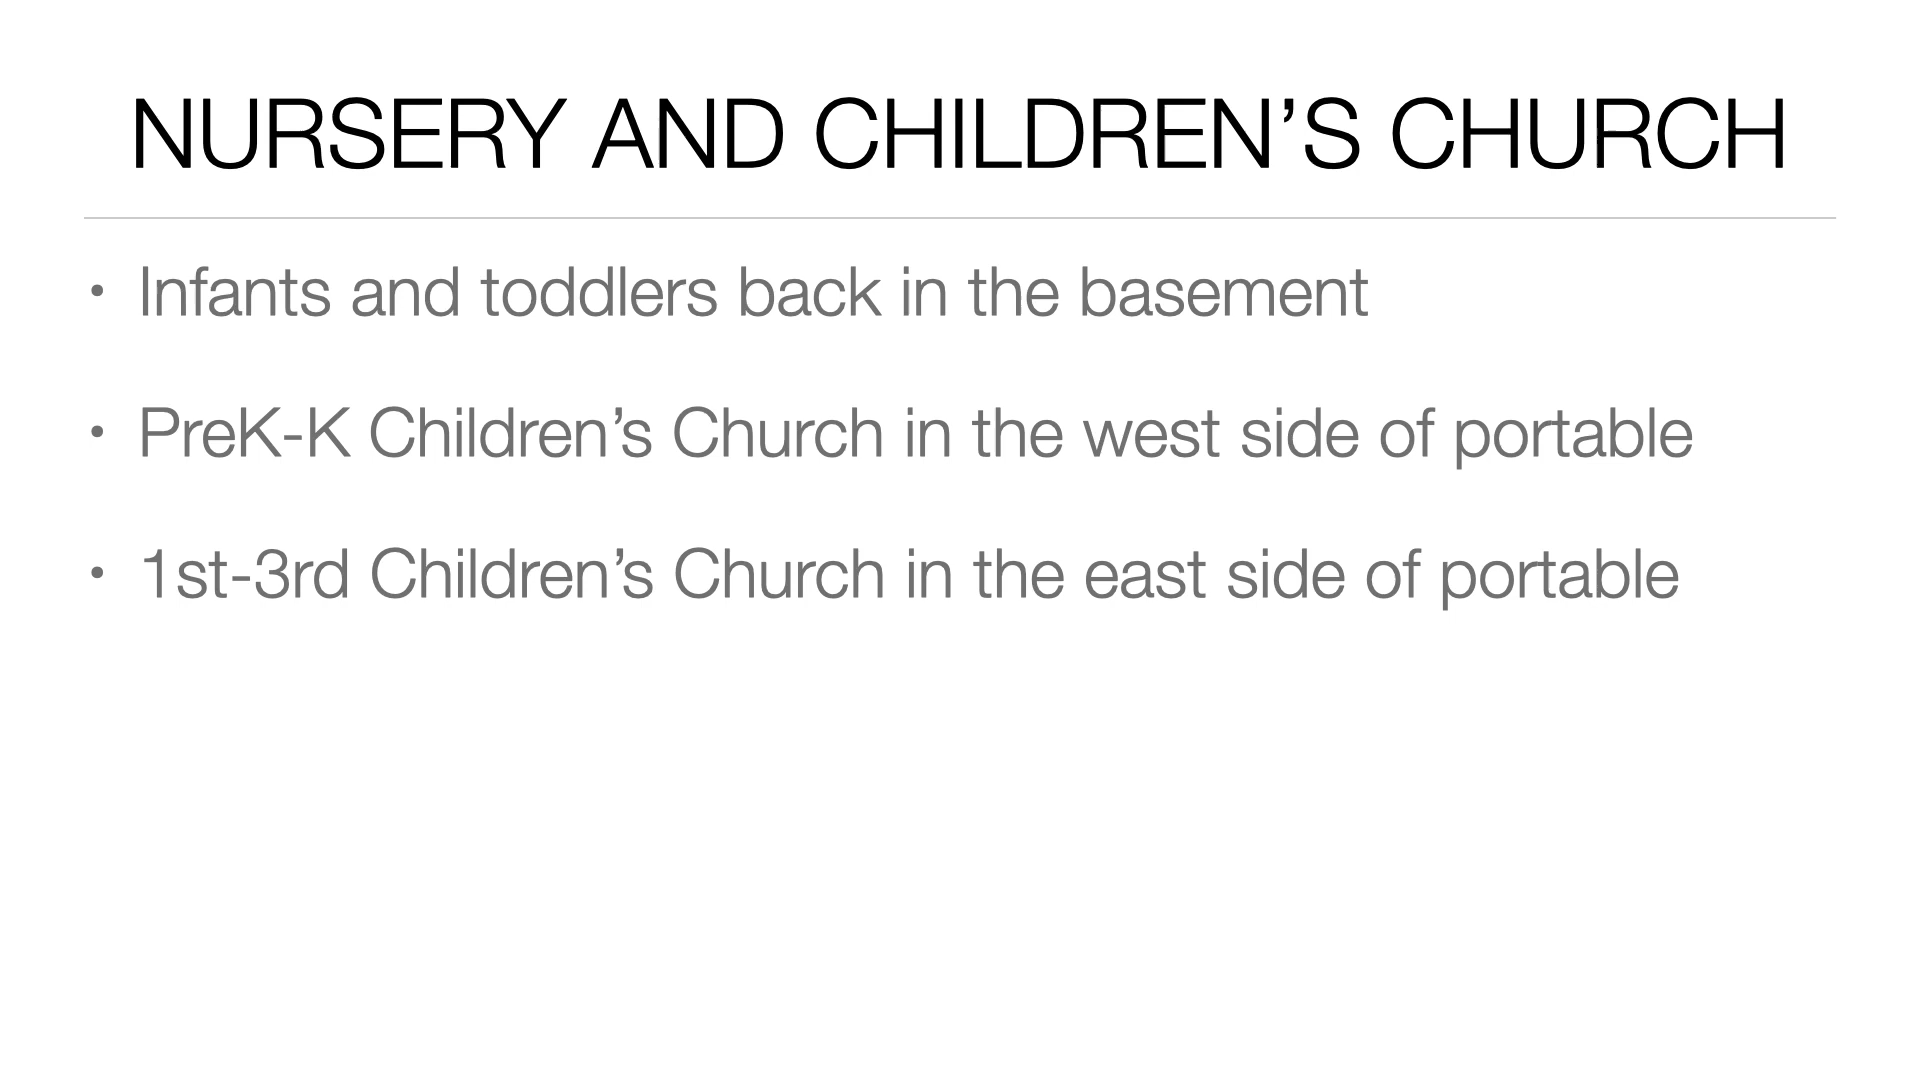 NURSERY AND CHILDREN’S CHURCH
• Infants and toddlers back in the basement
• PreK-K Children’s Church in the west side of portable
• 1st-3rd Children’s Church in the east side of portable